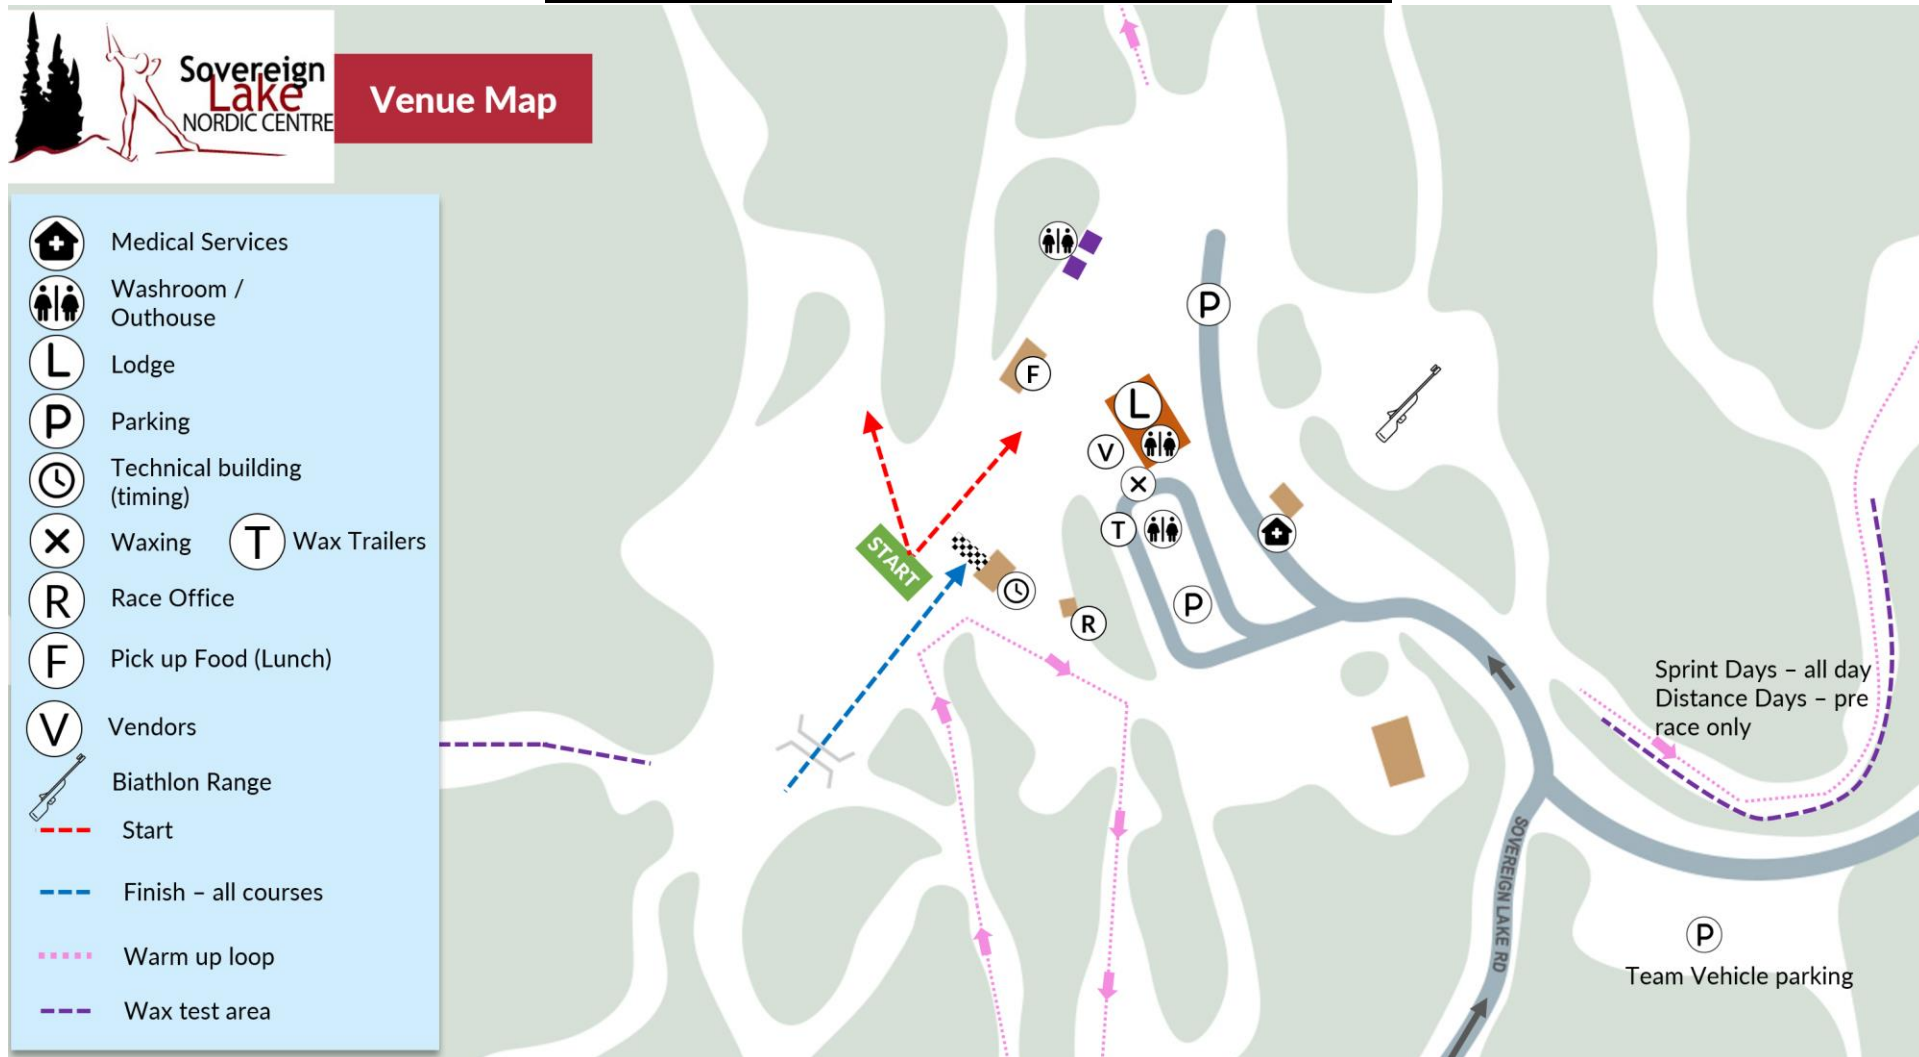 Sovereign
Lake
NORDIC CENTRE
Venue Map
Medical Services
Washroom /
Outhouse
L
Lodge
P
Parking
Technical building
(timing)
Waxing
T
Wax Trailers
R
Race Office
F
Pick up Food (Lunch)
V
Vendors
Biathlon Range
Start
Finish – all courses
Warm up loop
Wax test area
P
F
L
V
T
START
P
R
Sprint Days – all day
Distance Days – pre
race only
SOVEREIGN LAKE RD
P
Team Vehicle parking